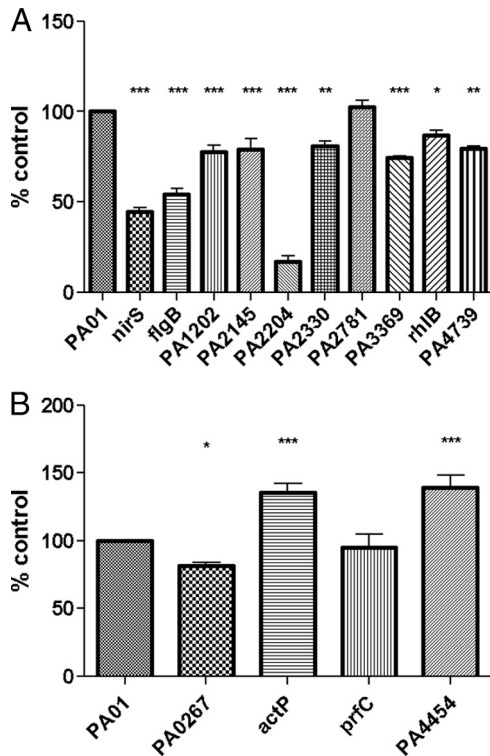 A
150
100
50
0
% control
*** *** *** *** *** ** *** * **
PA01 nirS flgB PA1202 PA2145 PA2204 PA2330 PA2781 PA3369 rhlB PA4739
B
200
150
100
50
0
% control
* *** ***
PA01 PA0267 actP prfC PA4454